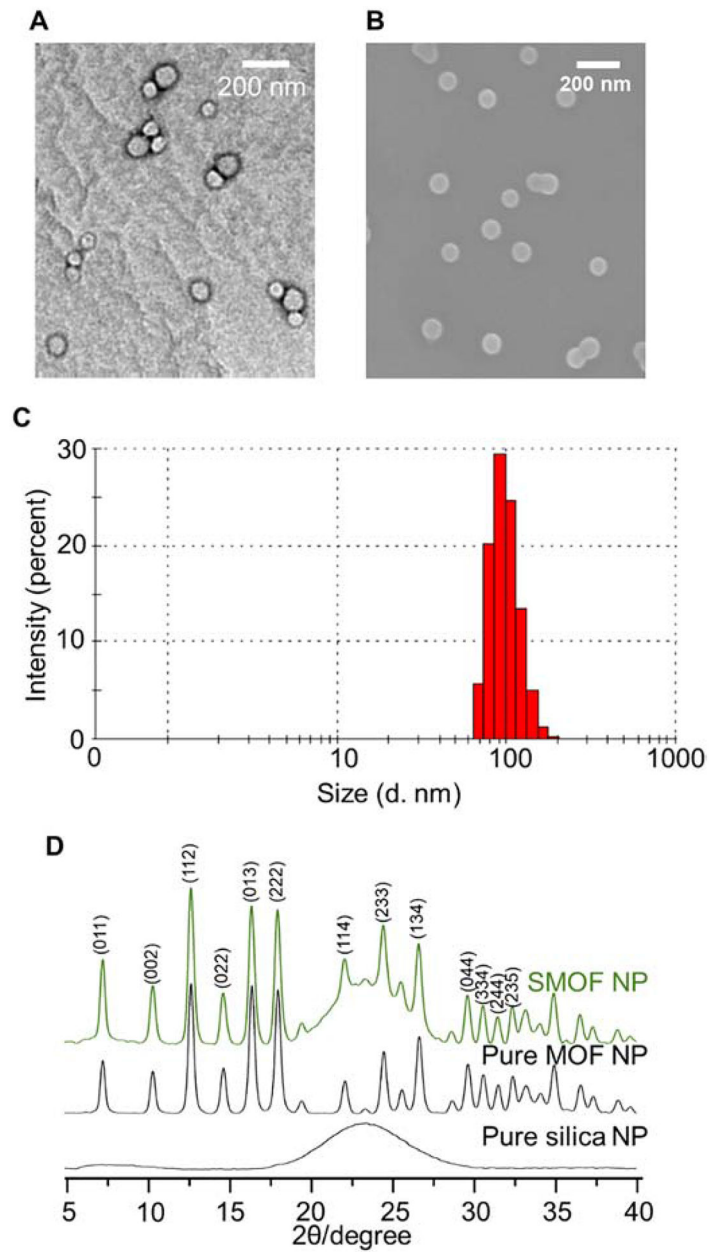 A
200 nm
B
200 nm
C
Intensity (percent)
30
20
10
0
0 10 100 1000
Size (d. nm)
D
(011)
(002)
(112)
(022)
(013)
(222)
(114)
(233)
(134)
(044)
(334)
(244)
(235)
SMOF NP
Pure MOF NP
Pure silica NP
5 10 15 20 25 30 35 40
2θ/degree